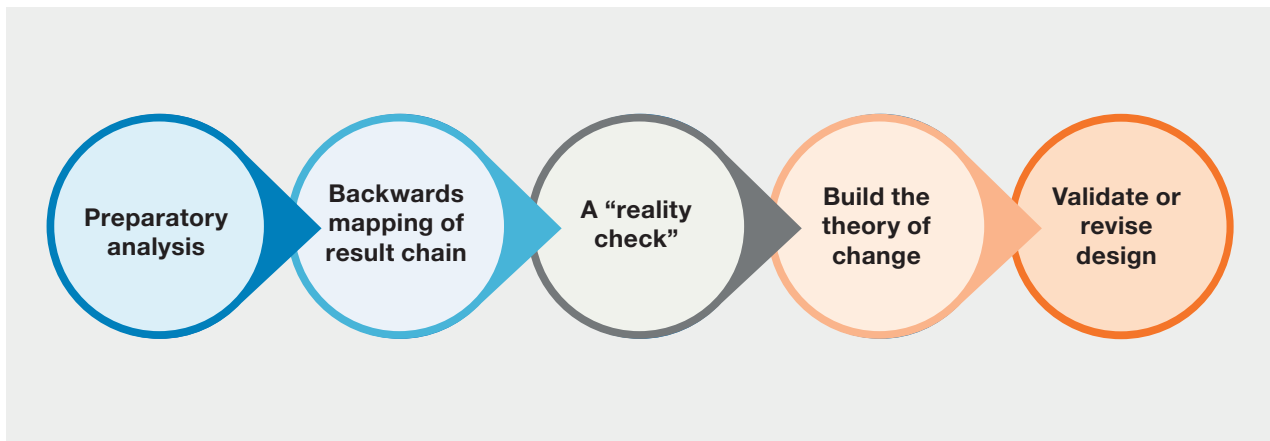 Preparatory
analysis
Backwards
mapping of
result chain
A “reality
check”
Build the
theory of
change
Validate or
revise
design